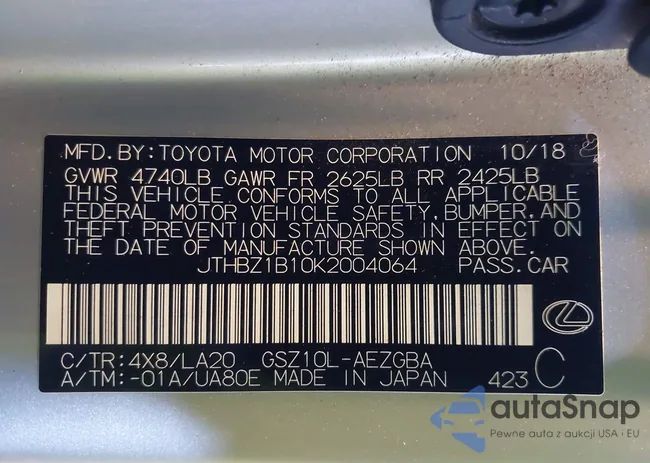 MFD.BY:TOYOTA MOTOR CORPORATION 10/18
GVWR 4740LB GAWR FR 2625LB RR 2425LB
THIS VEHICLE CONFORMS TO ALL APPLICABLE
FEDERAL MOTOR VEHICLE SAFETY,BUMPER,AND
THEFT PREVENTION STANDARDS IN EFFECT ON
THE DATE OF MANUFACTURE SHOWN ABOVE.
JTHBZ1B10K2004064 PASS.CAR
C/TR:4X8/LA20 GSZ10L-AEZGBA
A/TM:-01A/UA80E MADE IN JAPAN 423 C
autaSnap
Pewne auta z aukcji USA i EU